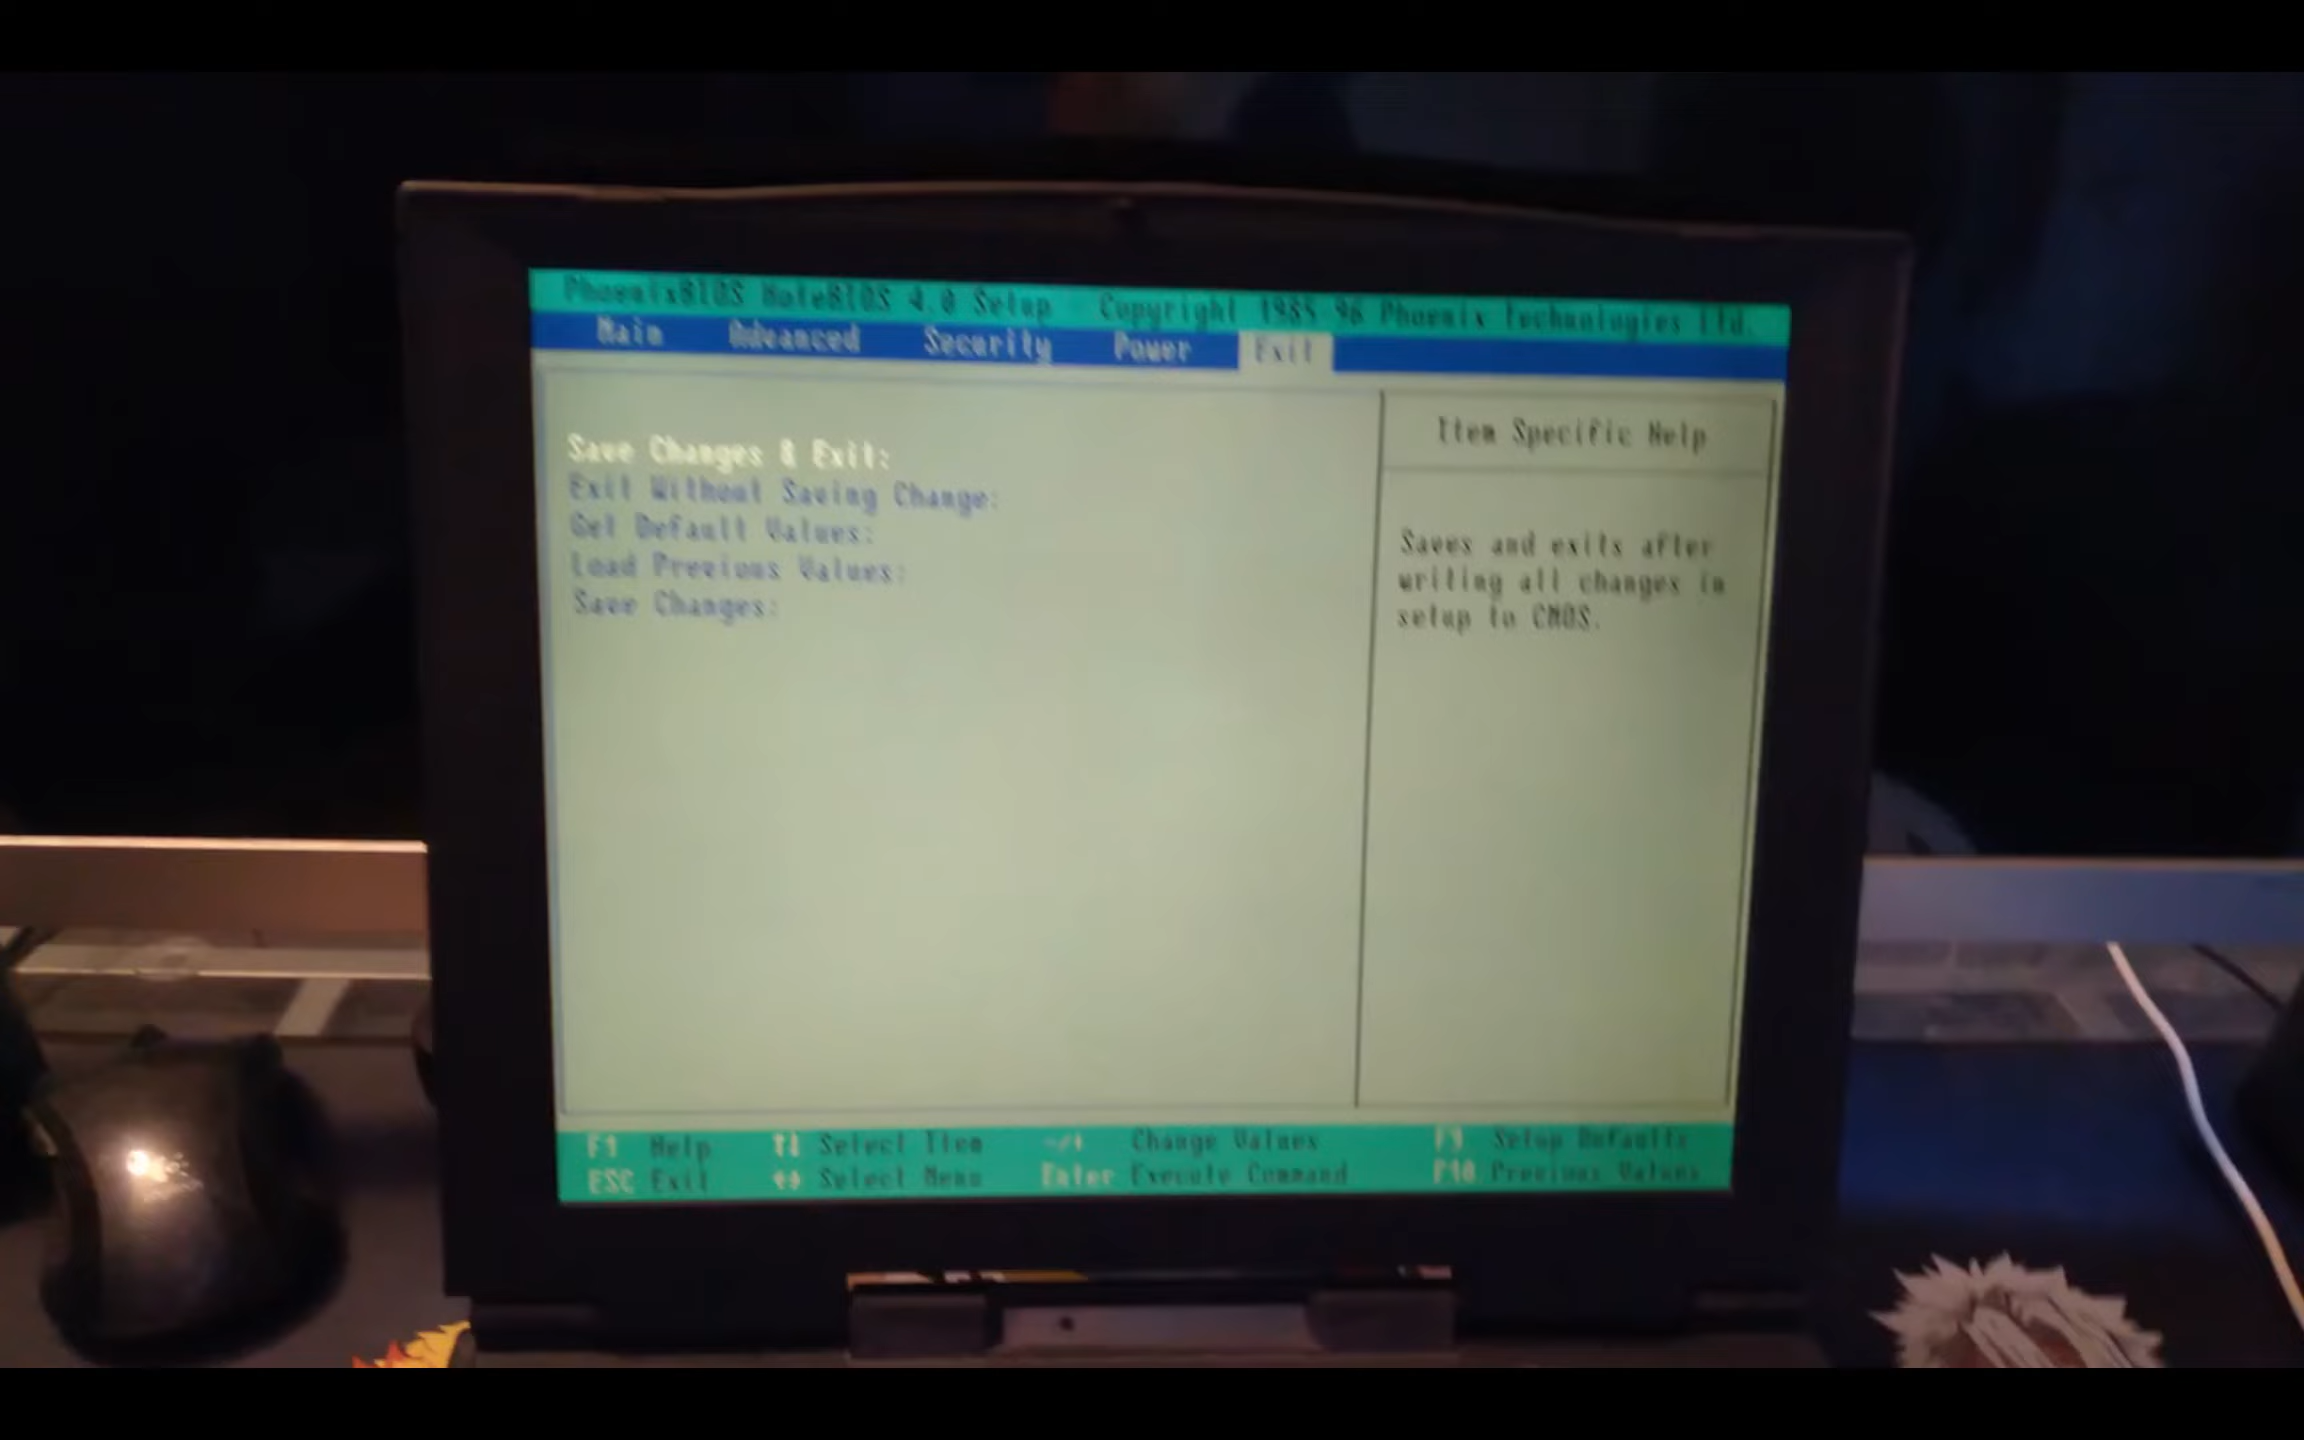 PhoenixBIOS NoteBIOS 4.0 Setup - Copyright 1985-96 Phoenix Technologies Ltd.
Main Advanced Security Power Exit
Save Changes & Exit:
Exit Without Saving Change:
Get Default Values:
Load Previous Values:
Save Changes:
Item Specific Help
Saves and exits after
writing all changes in
setup to CMOS.
F1 Help ↑↓ Select Item -/+ Change Values F9 Setup Defaults
ESC Exit ↔ Select Menu Enter Execute Command F10 Previous Values